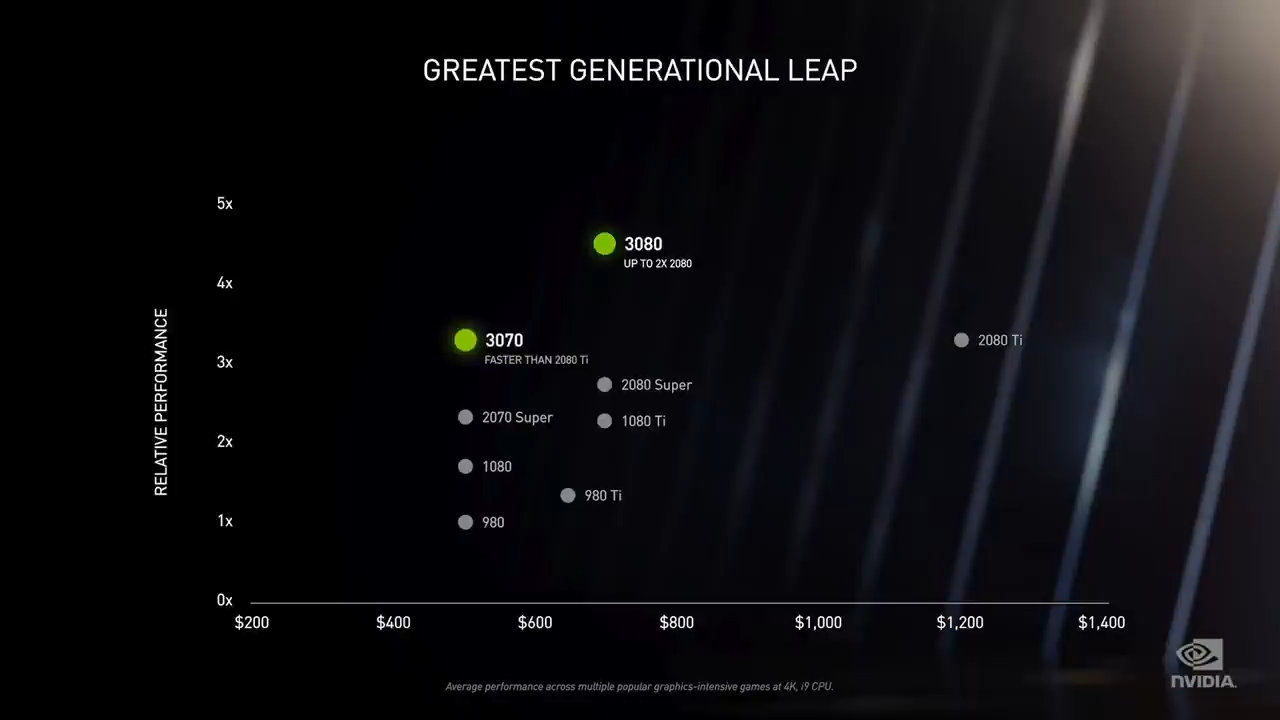 GREATEST GENERATIONAL LEAP
5x
3080
UP TO 2X 2080
4x
RELATIVE PERFORMANCE
3070
FASTER THAN 2080 Ti
2080 Ti
3x
2080 Super
2070 Super
1080 Ti
2x
1080
980 Ti
1x
980
0x
$200
$400
$600
$800
$1,000
$1,200
$1,400
Average performance across multiple popular graphics-intensive games at 4K, i9 CPU.
NVIDIA.